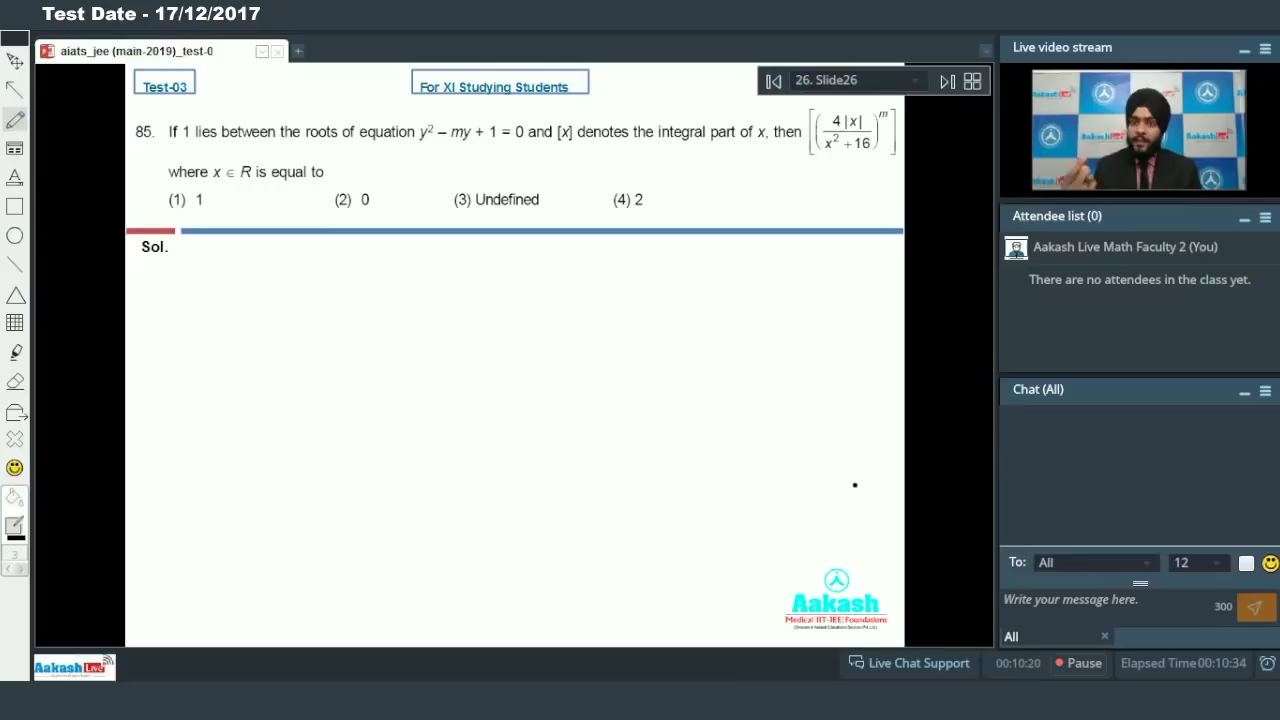 Test Date - 17/12/2017
aiats_jee (main-2019)_test-0
Live video stream
Test-03
For XI Studying Students
26. Slide26
85. If 1 lies between the roots of equation y² – my + 1 = 0 and [x] denotes the integral part of x, then [(4|x| / x² + 16)^m]
where x ∈ R is equal to
(1) 1 (2) 0 (3) Undefined (4) 2
Sol.
Attendee list (0)
Aakash Live Math Faculty 2 (You)
There are no attendees in the class yet.
Chat (All)
To: All 12
Write your message here.
300
All
3
Aakash
Medical|IIT-JEE|Foundations
Aakash Live
Live Chat Support
00:10:20
Pause
Elapsed Time 00:10:34